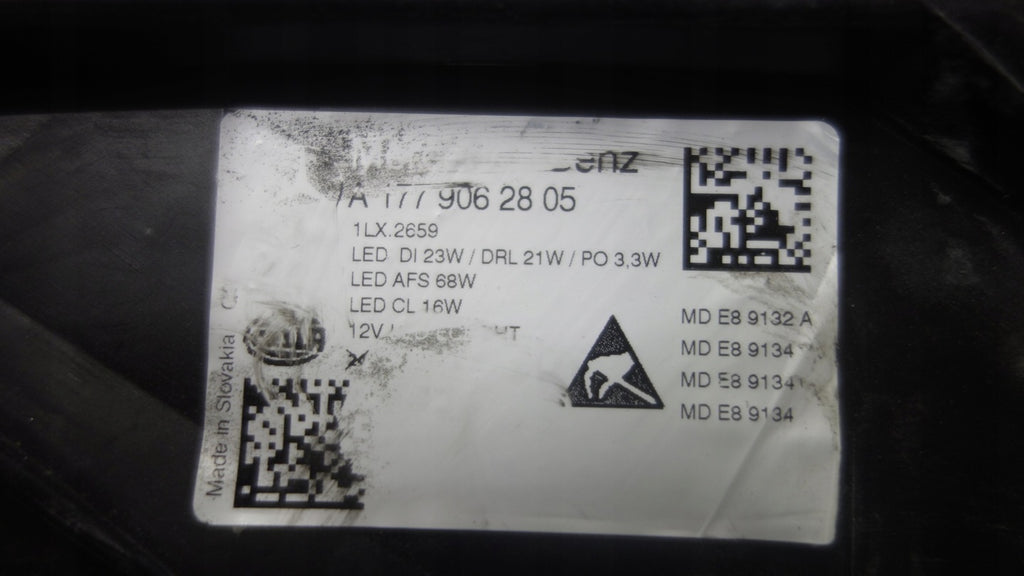 A 177 906 28 05
1LX.2659
LED DI 23W / DRL 21W / PO 3,3W
LED AFS 68W
LED CL 16W
12V /
MD E8 9132 A
MD E8 9134
MD E8 9134
MD E8 9134
Made in Slovakia